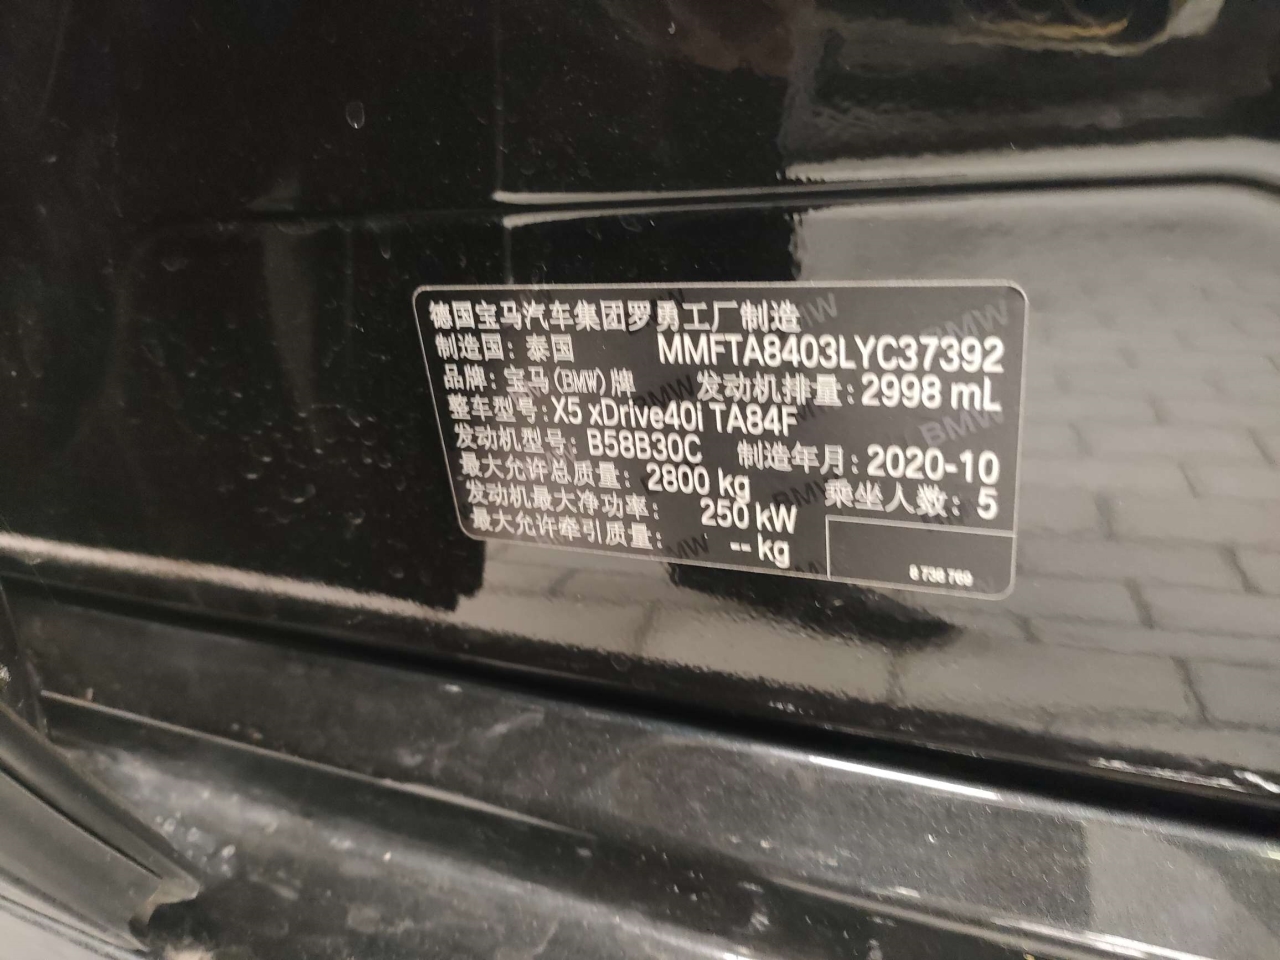 德国宝马汽车集团罗勇工厂制造
制造国：泰国 MMFTA8403LYC37392
品牌：宝马(BMW)牌 发动机排量：2998 mL
整车型号：X5 xDrive40i TA84F
发动机型号：B58B30C 制造年月：2020-10
最大允许总质量：2800 kg 乘坐人数：5
发动机最大净功率：250 kW
最大允许牵引质量：-- kg
8 738 769